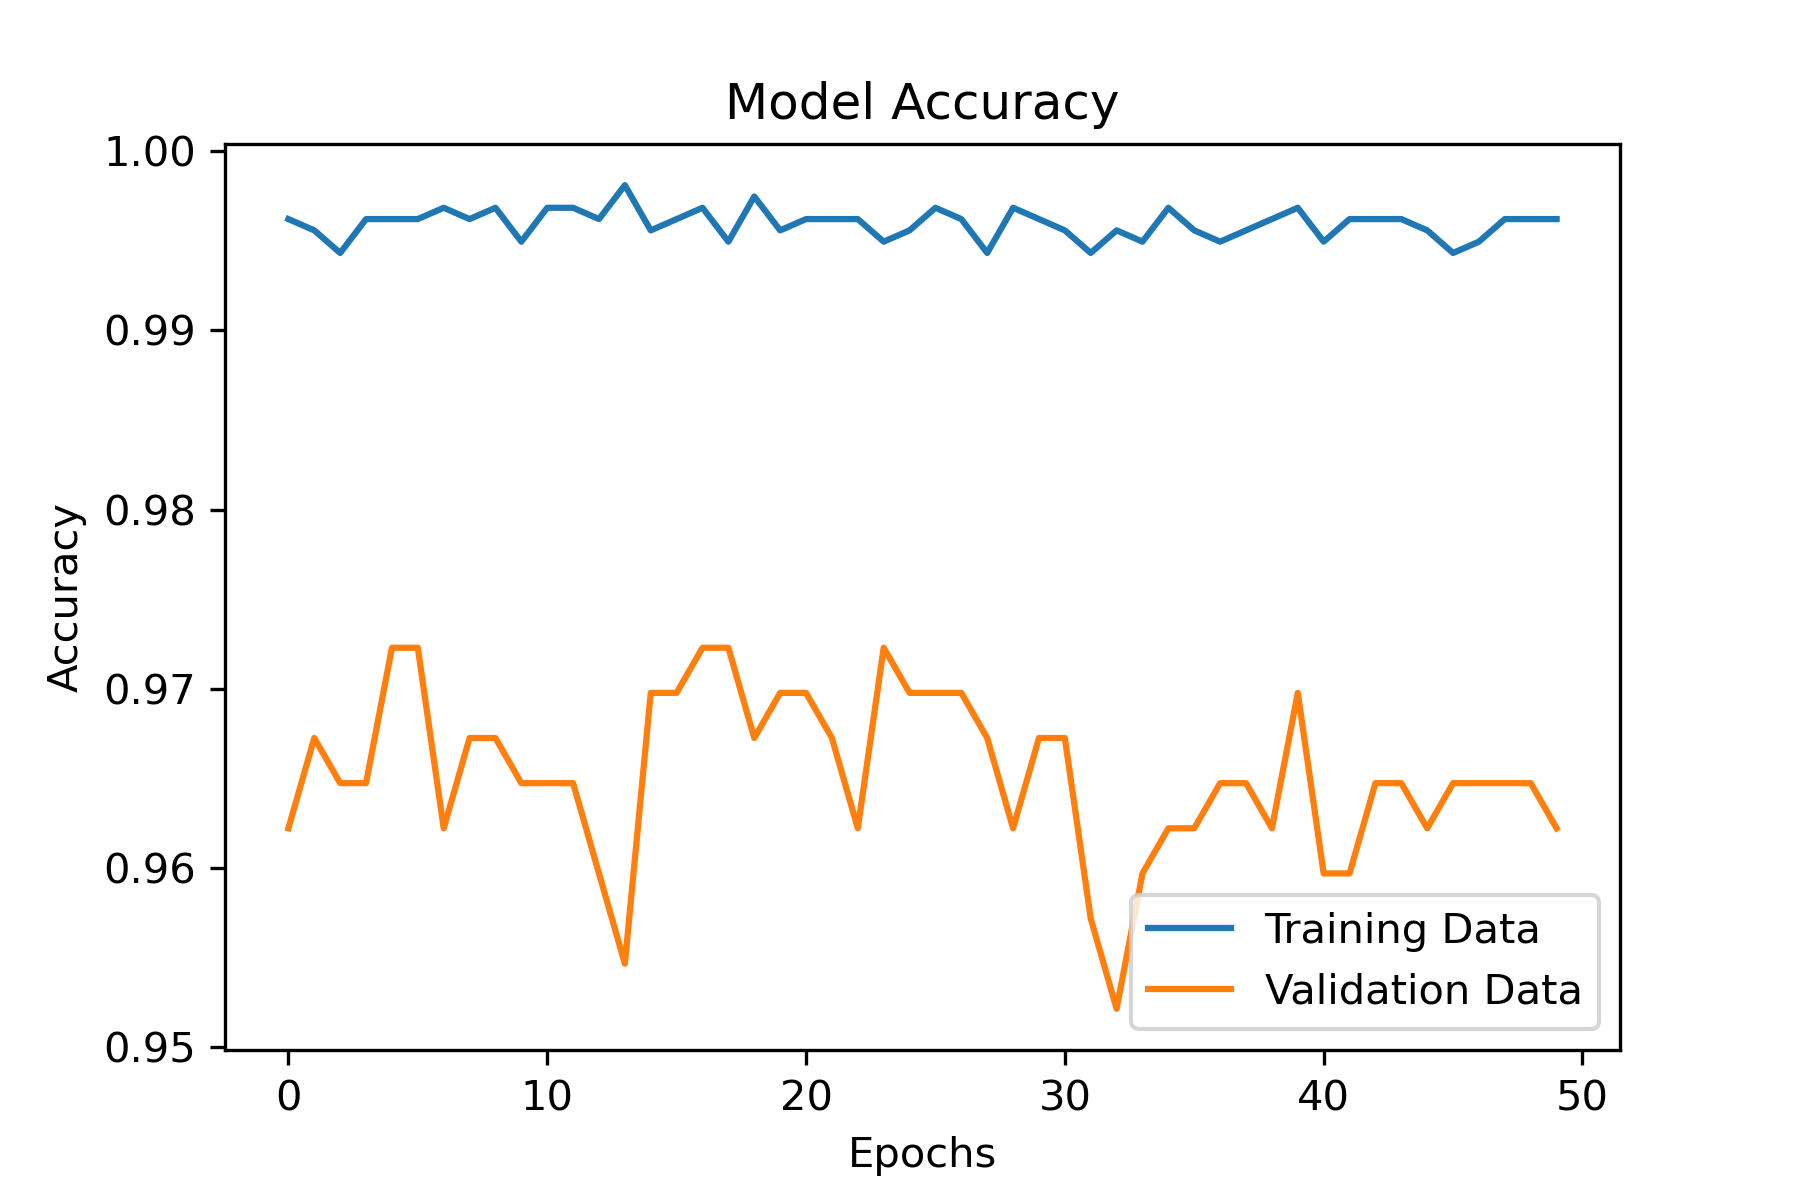 Model Accuracy
1.00
0.99
0.98
0.97
0.96
0.95
Accuracy
Training Data
Validation Data
0 10 20 30 40 50
Epochs